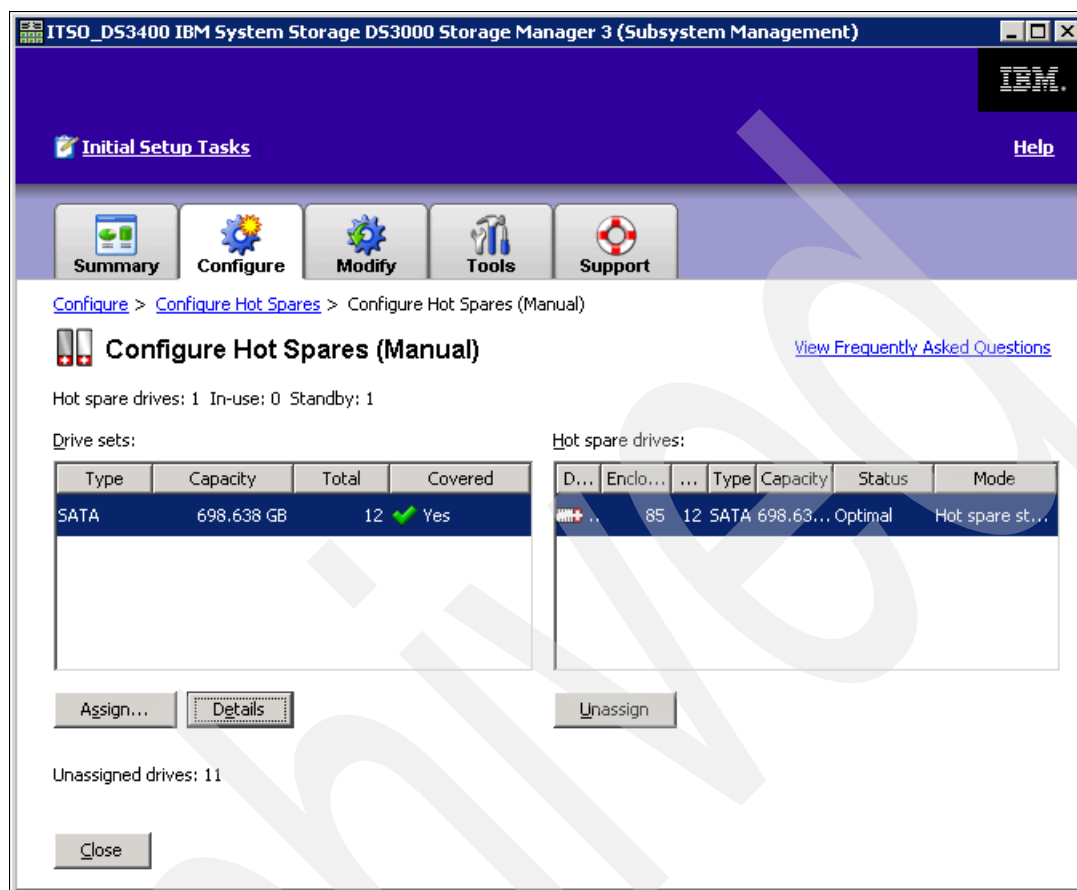 ITSO_DS3400 IBM System Storage DS3000 Storage Manager 3 (Subsystem Management)
IBM.
Initial Setup Tasks
Help
Summary Configure Modify Tools Support
Configure > Configure Hot Spares > Configure Hot Spares (Manual)
Configure Hot Spares (Manual)
View Frequently Asked Questions
Hot spare drives: 1 In-use: 0 Standby: 1
Drive sets: Hot spare drives:
Type Capacity Total Covered D... Enclo... ... Type Capacity Status Mode
SATA 698.638 GB 12 Yes .. 85 12 SATA 698.63... Optimal Hot spare st...
Assign... Details Unassign
Unassigned drives: 11
Close